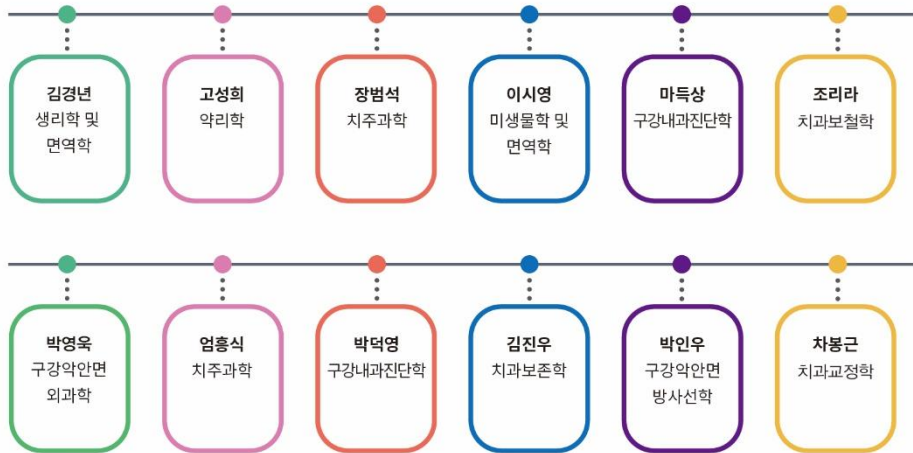 김경년
생리학 및
면역학
고성희
약리학
장범석
치주과학
이시영
미생물학 및
면역학
마득상
구강내과진단학
조리라
치과보철학
박영욱
구강악안면
외과학
엄흥식
치주과학
박덕영
구강내과진단학
김진우
치과보존학
박인우
구강악안면
방사선학
차봉근
치과교정학